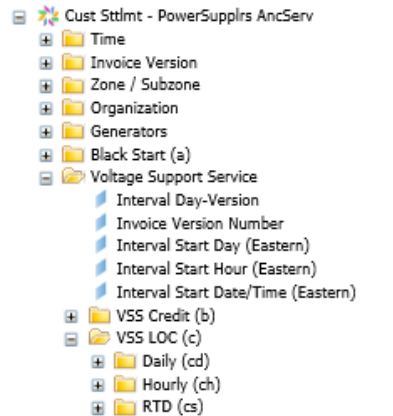 Cust Sttlmt - PowerSupplrs AncServ
Time
Invoice Version
Zone / Subzone
Organization
Generators
Black Start (a)
Voltage Support Service
Interval Day-Version
Invoice Version Number
Interval Start Day (Eastern)
Interval Start Hour (Eastern)
Interval Start Date/Time (Eastern)
VSS Credit (b)
VSS LOC (c)
Daily (cd)
Hourly (ch)
RTD (cs)